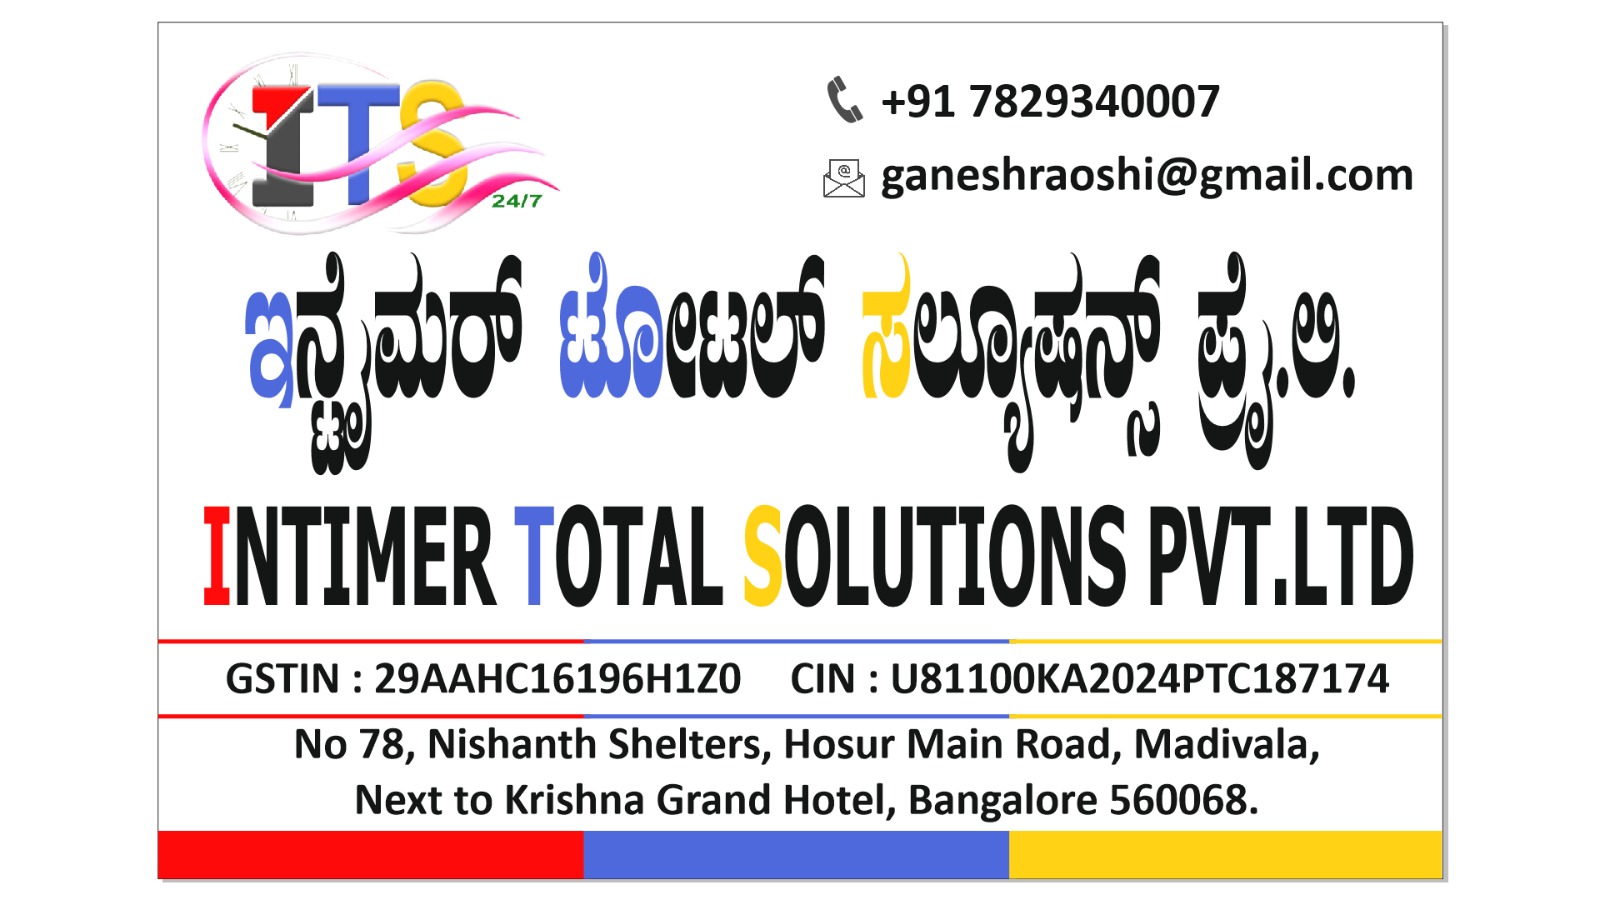 ITS
24/7
+91 7829340007
ganeshraoshi@gmail.com
ಇನ್ಟೈಮರ್ ಟೋಟಲ್ ಸಲ್ಯೂಷನ್ಸ್ ಪ್ರೈ.ಲಿ.
INTIMER TOTAL SOLUTIONS PVT.LTD
GSTIN : 29AAHC16196H1Z0 CIN : U81100KA2024PTC187174
No 78, Nishanth Shelters, Hosur Main Road, Madivala,
Next to Krishna Grand Hotel, Bangalore 560068.